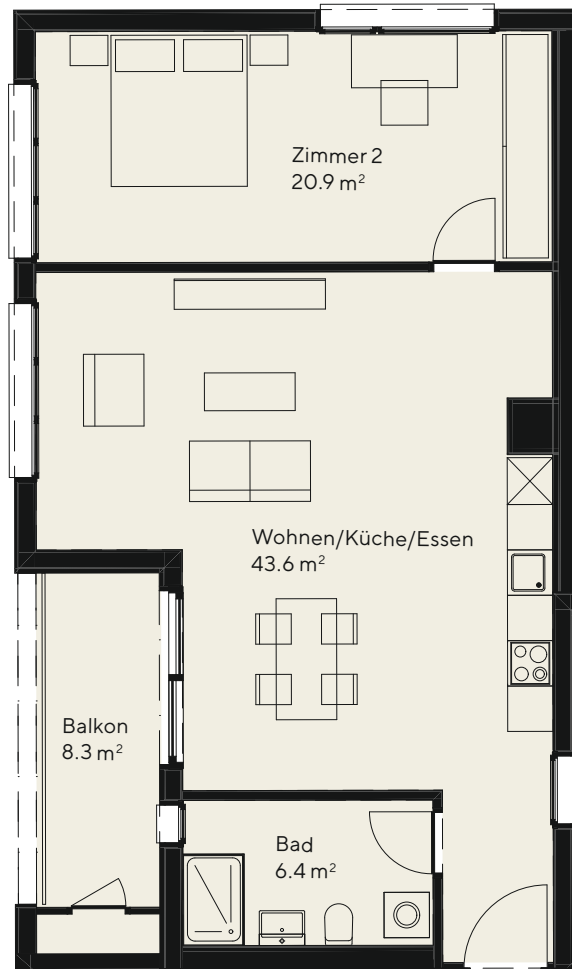 Zimmer 2
20.9 m²
Wohnen/Küche/Essen
43.6 m²
Balkon
8.3 m²
Bad
6.4 m²